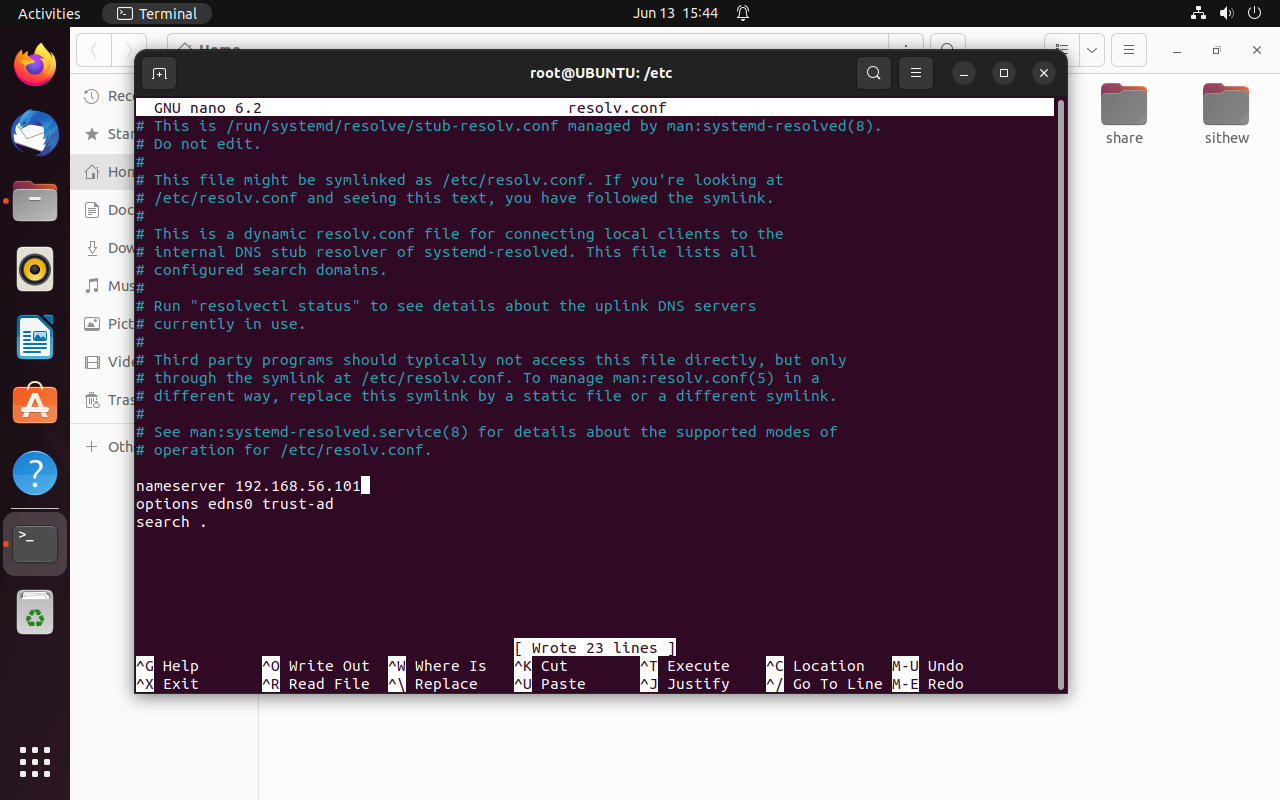 Activities
Terminal
Jun 13 15:44
Home
root@UBUNTU: /etc
share
sithew
GNU nano 6.2 resolv.conf
# This is /run/systemd/resolve/stub-resolv.conf managed by man:systemd-resolved(8).
# Do not edit.
#
# This file might be symlinked as /etc/resolv.conf. If you're looking at
# /etc/resolv.conf and seeing this text, you have followed the symlink.
#
# This is a dynamic resolv.conf file for connecting local clients to the
# internal DNS stub resolver of systemd-resolved. This file lists all
# configured search domains.
#
# Run "resolvectl status" to see details about the uplink DNS servers
# currently in use.
#
# Third party programs should typically not access this file directly, but only
# through the symlink at /etc/resolv.conf. To manage man:resolv.conf(5) in a
# different way, replace this symlink by a static file or a different symlink.
#
# See man:systemd-resolved.service(8) for details about the supported modes of
# operation for /etc/resolv.conf.
nameserver 192.168.56.101
options edns0 trust-ad
search .
[ Wrote 23 lines ]
^G Help ^O Write Out ^W Where Is ^K Cut ^T Execute ^C Location M-U Undo
^X Exit ^R Read File ^\ Replace ^U Paste ^J Justify ^/ Go To Line M-E Redo
Rece
Star
Hom
Doc
Dow
Mus
Pict
Vide
Tras
Oth